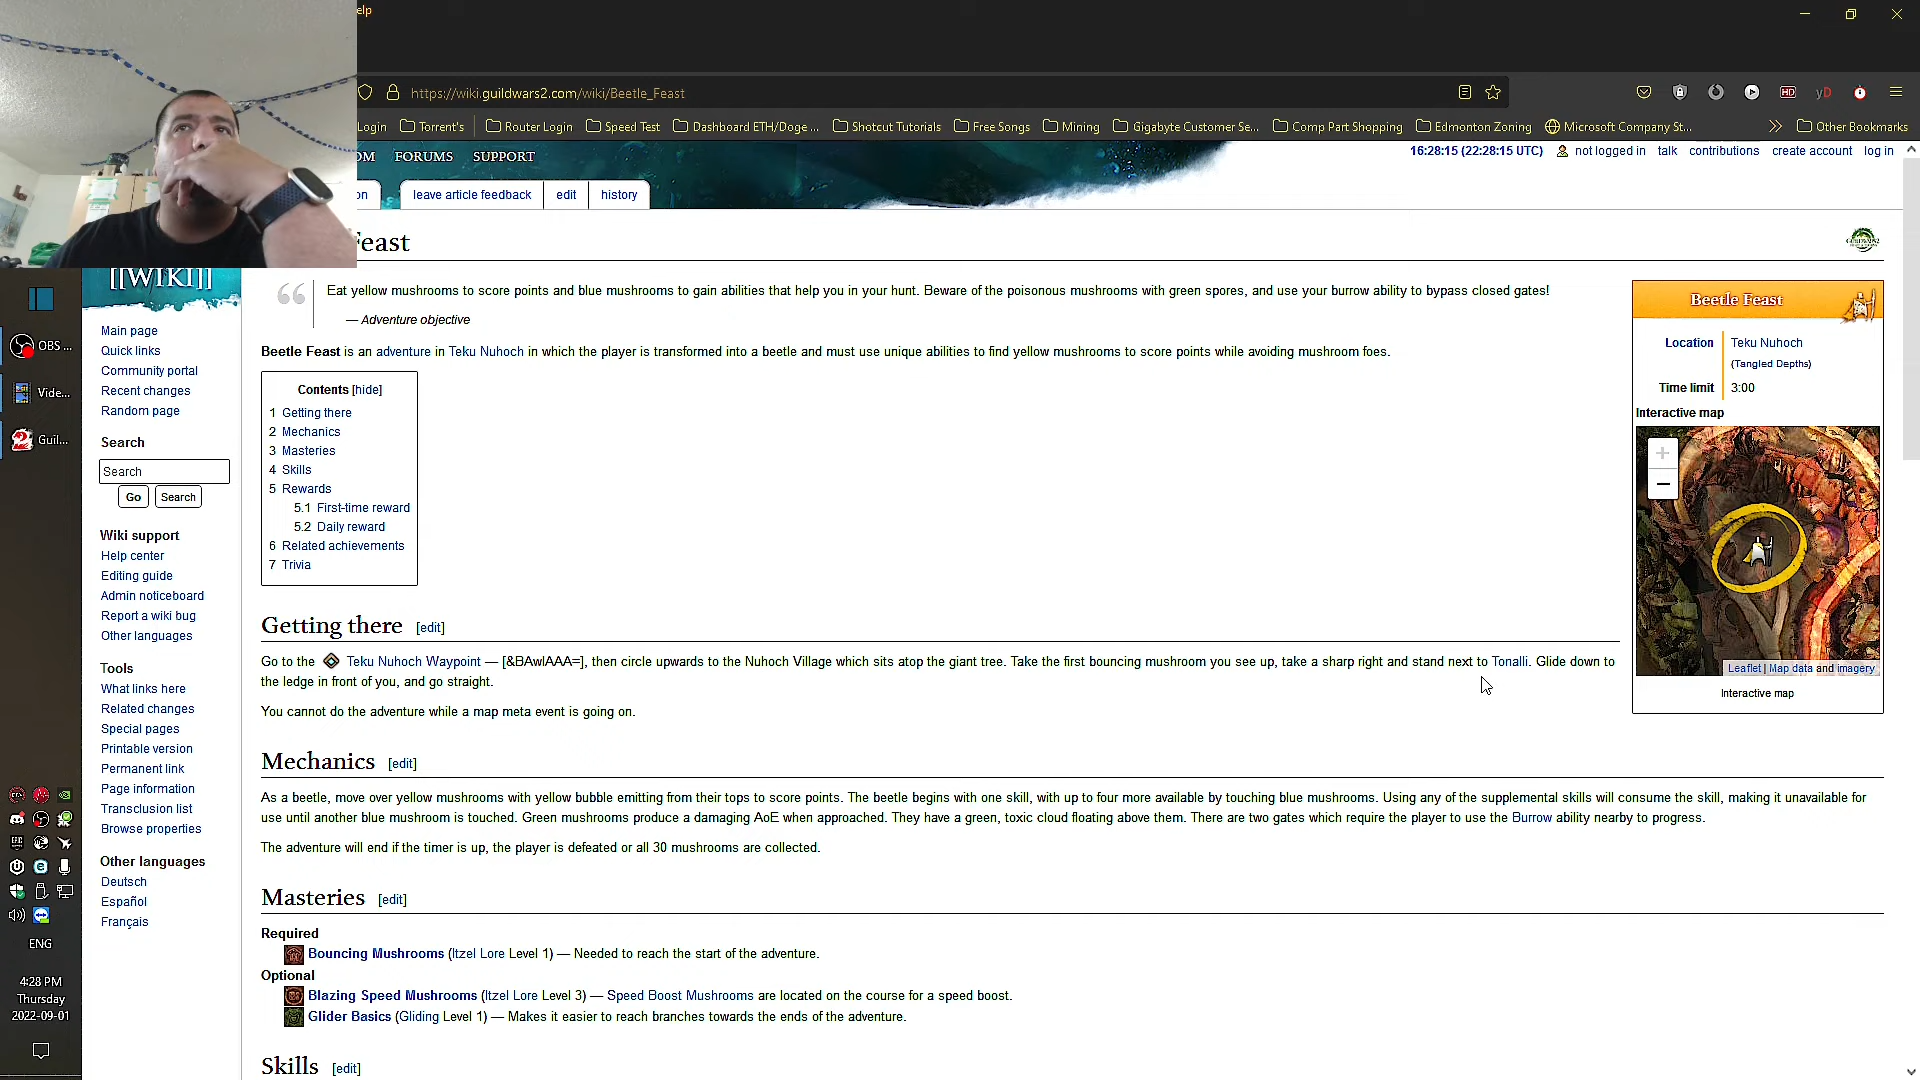 elp
https://wiki.guildwars2.com/wiki/Beetle_Feast
HD
yD
Login
Torrent's
Router Login
Speed Test
Dashboard ETH/Doge ...
Shotcut Tutorials
Free Songs
Mining
Gigabyte Customer Se...
Comp Part Shopping
Edmonton Zoning
Microsoft Company St...
Other Bookmarks
OM
FORUMS
SUPPORT
16:28:15 (22:28:15 UTC)
not logged in
talk
contributions
create account
log in
on
leave article feedback
edit
history
Feast
[[WIKI]]
Eat yellow mushrooms to score points and blue mushrooms to gain abilities that help you in your hunt. Beware of the poisonous mushrooms with green spores, and use your burrow ability to bypass closed gates!
— Adventure objective
Beetle Feast is an adventure in Teku Nuhoch in which the player is transformed into a beetle and must use unique abilities to find yellow mushrooms to score points while avoiding mushroom foes.
Contents [hide]
1 Getting there
2 Mechanics
3 Masteries
4 Skills
5 Rewards
5.1 First-time reward
5.2 Daily reward
6 Related achievements
7 Trivia
Beetle Feast
Location Teku Nuhoch
(Tangled Depths)
Time limit 3:00
Interactive map
+
−
Leaflet | Map data and imagery
Interactive map
OBS ...
Vide...
Guil...
Main page
Quick links
Community portal
Recent changes
Random page
Search
Search
Go
Search
Wiki support
Help center
Editing guide
Admin noticeboard
Report a wiki bug
Other languages
Tools
What links here
Related changes
Special pages
Printable version
Permanent link
Page information
Transclusion list
Browse properties
Other languages
Deutsch
Español
Français
Getting there [edit]
Go to the Teku Nuhoch Waypoint — [&BAwIAAA=], then circle upwards to the Nuhoch Village which sits atop the giant tree. Take the first bouncing mushroom you see up, take a sharp right and stand next to Tonalli. Glide down to
the ledge in front of you, and go straight.
You cannot do the adventure while a map meta event is going on.
Mechanics [edit]
As a beetle, move over yellow mushrooms with yellow bubble emitting from their tops to score points. The beetle begins with one skill, with up to four more available by touching blue mushrooms. Using any of the supplemental skills will consume the skill, making it unavailable for
use until another blue mushroom is touched. Green mushrooms produce a damaging AoE when approached. They have a green, toxic cloud floating above them. There are two gates which require the player to use the Burrow ability nearby to progress.
The adventure will end if the timer is up, the player is defeated or all 30 mushrooms are collected.
Masteries [edit]
Required
Bouncing Mushrooms (Itzel Lore Level 1) — Needed to reach the start of the adventure.
Optional
Blazing Speed Mushrooms (Itzel Lore Level 3) — Speed Boost Mushrooms are located on the course for a speed boost.
Glider Basics (Gliding Level 1) — Makes it easier to reach branches towards the ends of the adventure.
Skills [edit]
ENG
4:28 PM
Thursday
2022-09-01